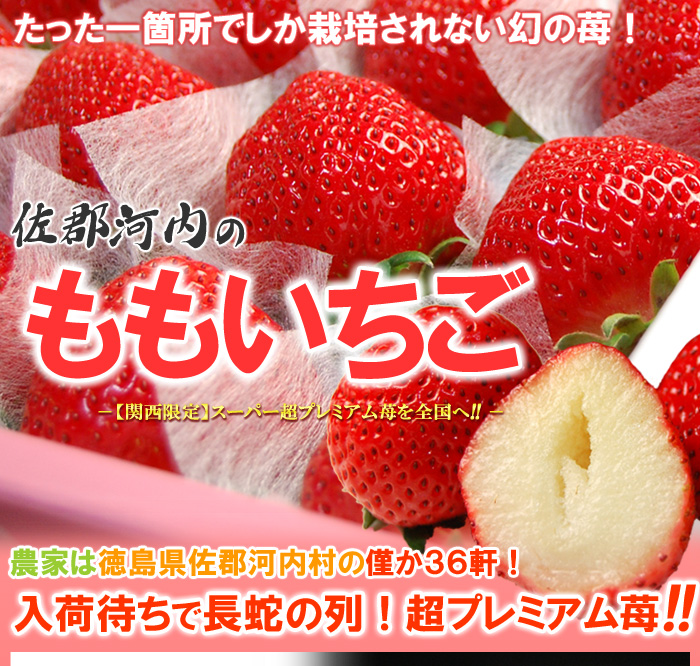 たった一箇所でしか栽培されない幻の苺！
佐郡河内の
ももいちご
－【関西限定】スーパー超プレミアム苺を全国へ!! －
農家は徳島県佐郡河内村の僅か36軒！
入荷待ちで長蛇の列！超プレミアム苺!!